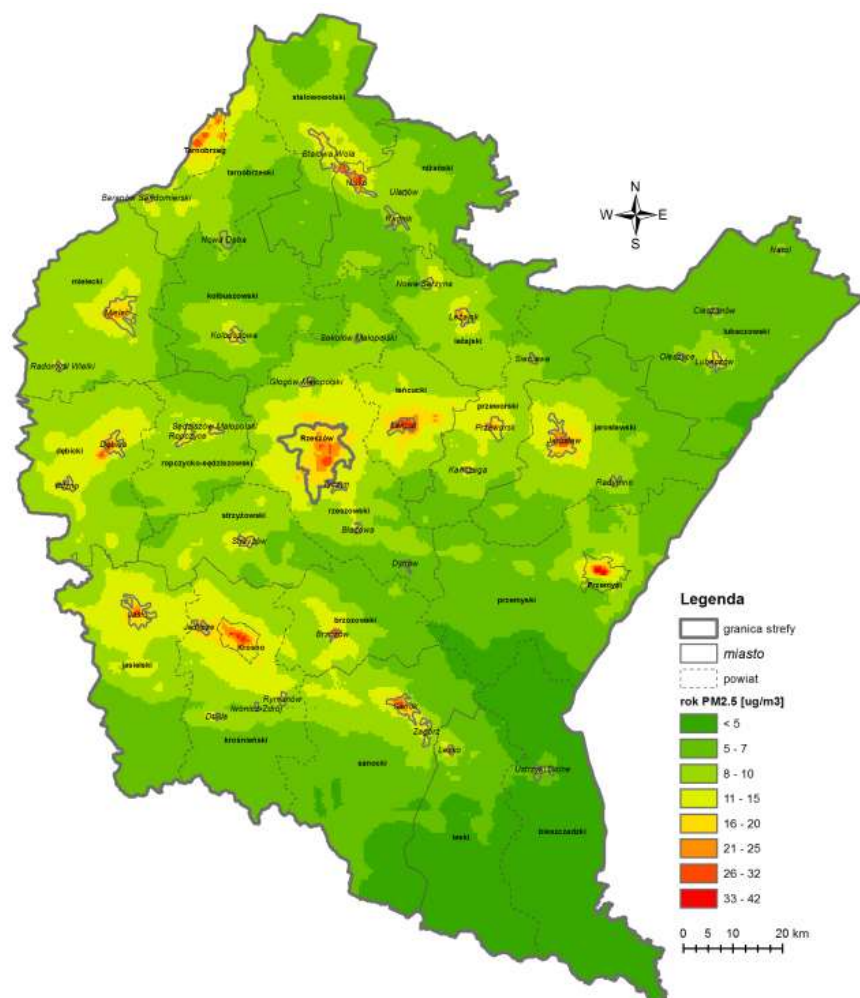 stalowowolski
Stalowa Wola
Tarnobrzeg
tarnobrzeski
Nisko
niżański
Ulanów
Baranów Sandomierski
Rudnik
N
W E
S
Nowa Dęba
Narol
mielecki
kolbuszowski
Nowa Sarzyna
Cieszanów
Mielec
Leżajsk
lubaczowski
Kolbuszowa
Sokołów Małopolski
leżajski
Oleszyce
Lubaczów
Radomyśl Wielki
Sieniawa
Głogów Małopolski
łańcucki
przeworski
Sędziszów Małopolski
Łańcut
dębicki
Dębica
Ropczyce
Rzeszów
Przeworsk
Jarosław
jarosławski
ropczycko-sędziszowski
Kańczuga
Pilzno
Tyczyn
Radymno
rzeszowski
strzyżowski
Błażowa
Strzyżów
Dynów
Przemyśl
przemyski
Jasło
Jedlicze
brzozowski
Krosno
Brzozów
jasielski
Rymanów
Iwonicz-Zdrój
Dukla
Sanok
Zagórz
krośnieński
Lesko
sanocki
Ustrzyki Dolne
leski
bieszczadzki
Legenda
granica strefy
miasto
powiat
rok PM2.5 [ug/m3]
< 5
5 - 7
8 - 10
11 - 15
16 - 20
21 - 25
26 - 32
33 - 42
0 5 10 20 km